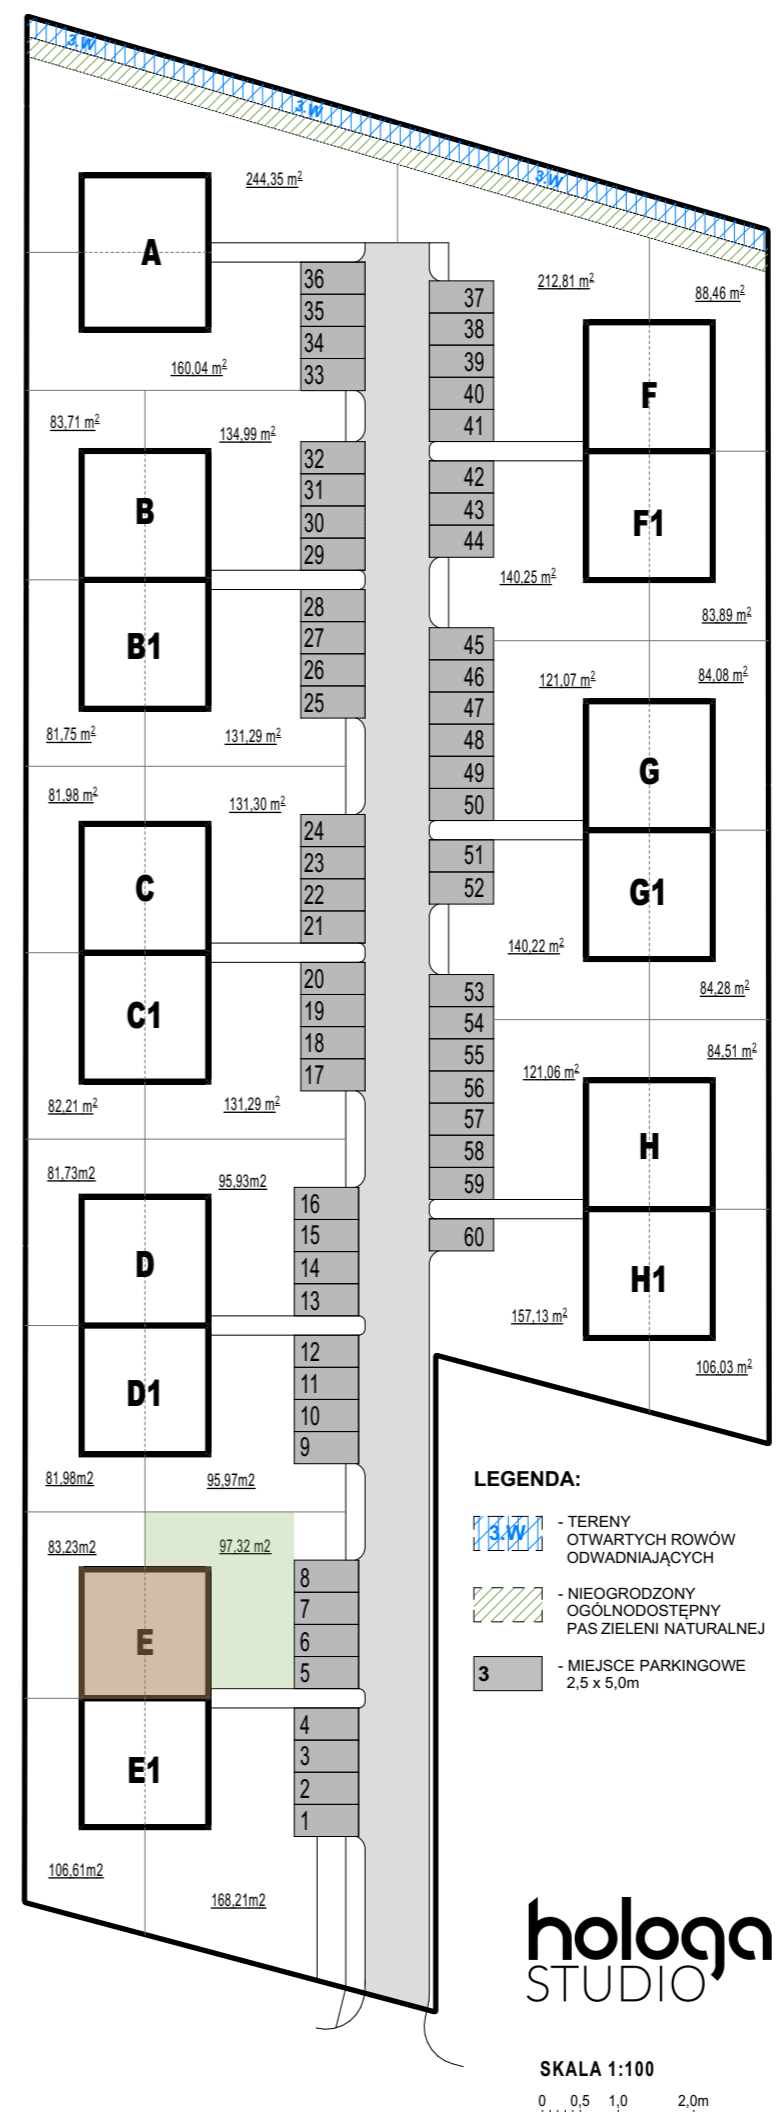 3.W
3.W
3.W
244,35 m²
A
36
35
34
33
160,04 m²
212,81 m²
88,46 m²
37
38
39
40
41
F
83,71 m²
134,99 m²
32
31
30
29
B
42
43
44
F1
140,25 m²
83,89 m²
28
27
26
25
B1
81,75 m²
131,29 m²
45
46
47
48
49
50
121,07 m²
84,08 m²
G
81,98 m²
131,30 m²
24
23
22
21
C
51
52
G1
140,22 m²
84,28 m²
20
19
18
17
C1
82,21 m²
131,29 m²
53
54
55
56
57
58
59
121,06 m²
84,51 m²
H
81,73m2
95,93m2
16
15
14
13
D
60
H1
157,13 m²
106,03 m²
12
11
10
9
D1
81,98m2
95,97m2
83,23m2
97,32 m2
8
7
6
5
E
4
3
2
1
E1
106,61m2
168,21m2
LEGENDA:
3.W
- TERENY
OTWARTYCH ROWÓW
ODWADNIAJĄCYCH
- NIEOGRODZONY
OGÓLNODOSTĘPNY
PAS ZIELENI NATURALNEJ
3
- MIEJSCE PARKINGOWE
2,5 x 5,0m
hologa
STUDIO
SKALA 1:100
0 0,5 1,0 2,0m